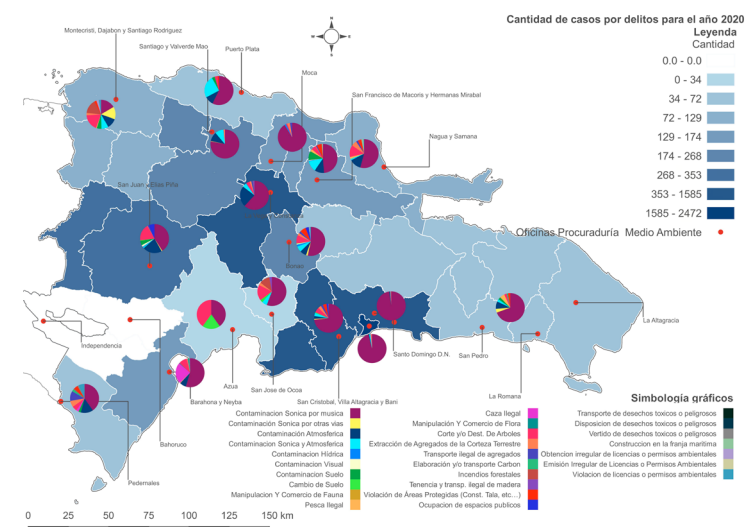 Cantidad de casos por delitos para el año 2020
Leyenda
Cantidad
0.0 - 0.0
0 - 34
34 - 72
72 - 129
129 - 174
174 - 268
268 - 353
353 - 1585
1585 - 2472
Oficinas Procuraduría Medio Ambiente
N
Montecristi, Dajabon y Santiago Rodriguez
Santiago y Valverde Mao
Puerto Plata
Moca
San Francisco de Macoris y Hermanas Mirabal
Nagua y Samana
San Juan y Elias Piña
Bonao
La Altagracia
Independencia
Santo Domingo D.N.
San Pedro
La Romana
Azua
San Jose de Ocoa
San Cristobal, Villa Altagracia y Bani
Barahona y Neyba
Bahoruco
Pedernales
Simbología gráficos
Contaminacion Sonica por musica
Contaminación Sonica por otras vias
Contaminación Atmosferica
Contaminacion Sonica y Atmosferica
Contaminacion Hídrica
Contaminacion Visual
Contaminacion Suelo
Cambio de Suelo
Manipulacion Y Comercio de Fauna
Pesca Ilegal
Caza Ilegal
Manipulación Y Comercio de Flora
Corte y/o Dest. De Arboles
Extracción de Agregados de la Corteza Terrestre
Transporte ilegal de agregados
Elaboración y/o transporte Carbon
Incendios forestales
Tenencia y transp. ilegal de madera
Violación de Áreas Protegidas (Const. Tala, etc...)
Ocupacion de espacios publicos
Transporte de desechos toxicos o peligrosos
Disposicion de desechos toxicos o peligrosos
Vertido de desechos toxicos o peligrosos
Construccion en la franja maritima
Obtencion irregular de licencias o permisos ambientales
Emisión Irregular de Licencias o Permisos Ambientales
Violacion de licencias o permisos ambientales
0 25 50 75 100 150 km